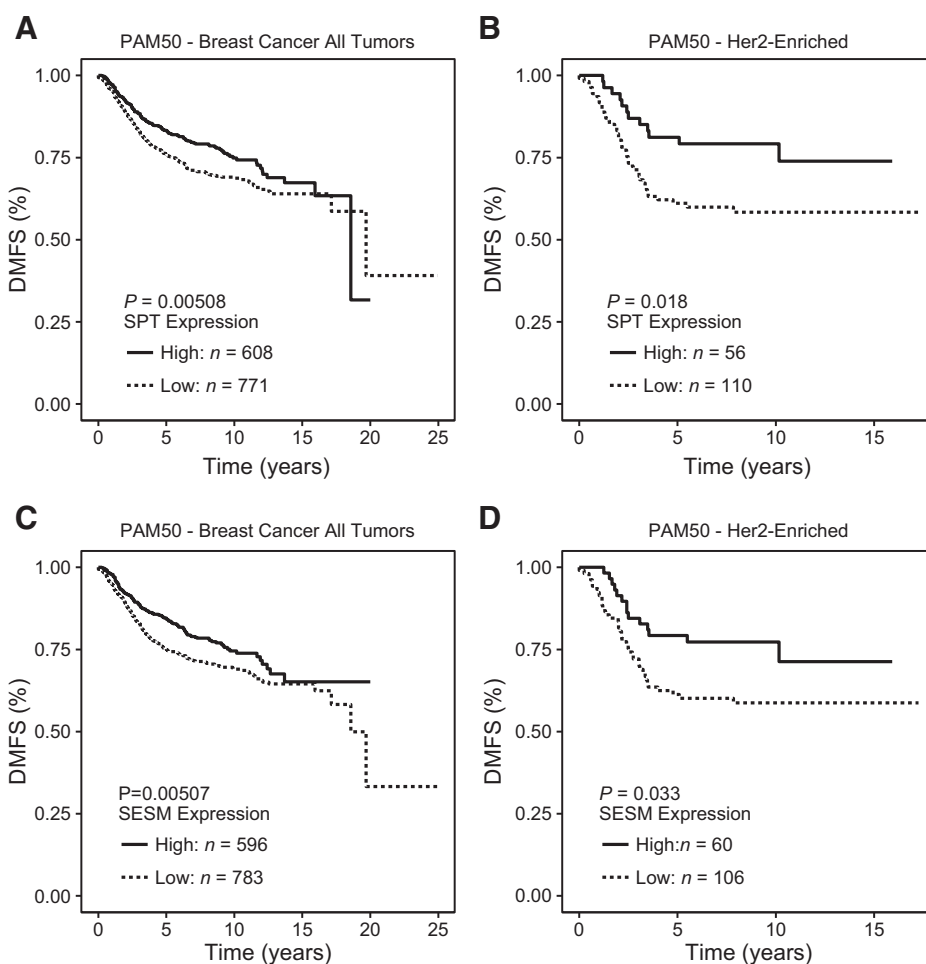 A
PAM50 - Breast Cancer All Tumors
DMFS (%)
1.00
0.75
0.50
0.25
0.00
P = 0.00508
SPT Expression
High: n = 608
Low: n = 771
0 5 10 15 20 25
Time (years)
B
PAM50 - Her2-Enriched
DMFS (%)
1.00
0.75
0.50
0.25
0.00
P = 0.018
SPT Expression
High: n = 56
Low: n = 110
0 5 10 15
Time (years)
C
PAM50 - Breast Cancer All Tumors
DMFS (%)
1.00
0.75
0.50
0.25
0.00
P=0.00507
SESM Expression
High: n = 596
Low: n = 783
0 5 10 15 20 25
Time (years)
D
PAM50 - Her2-Enriched
DMFS (%)
1.00
0.75
0.50
0.25
0.00
P = 0.033
SESM Expression
High:n = 60
Low: n = 106
0 5 10 15
Time (years)